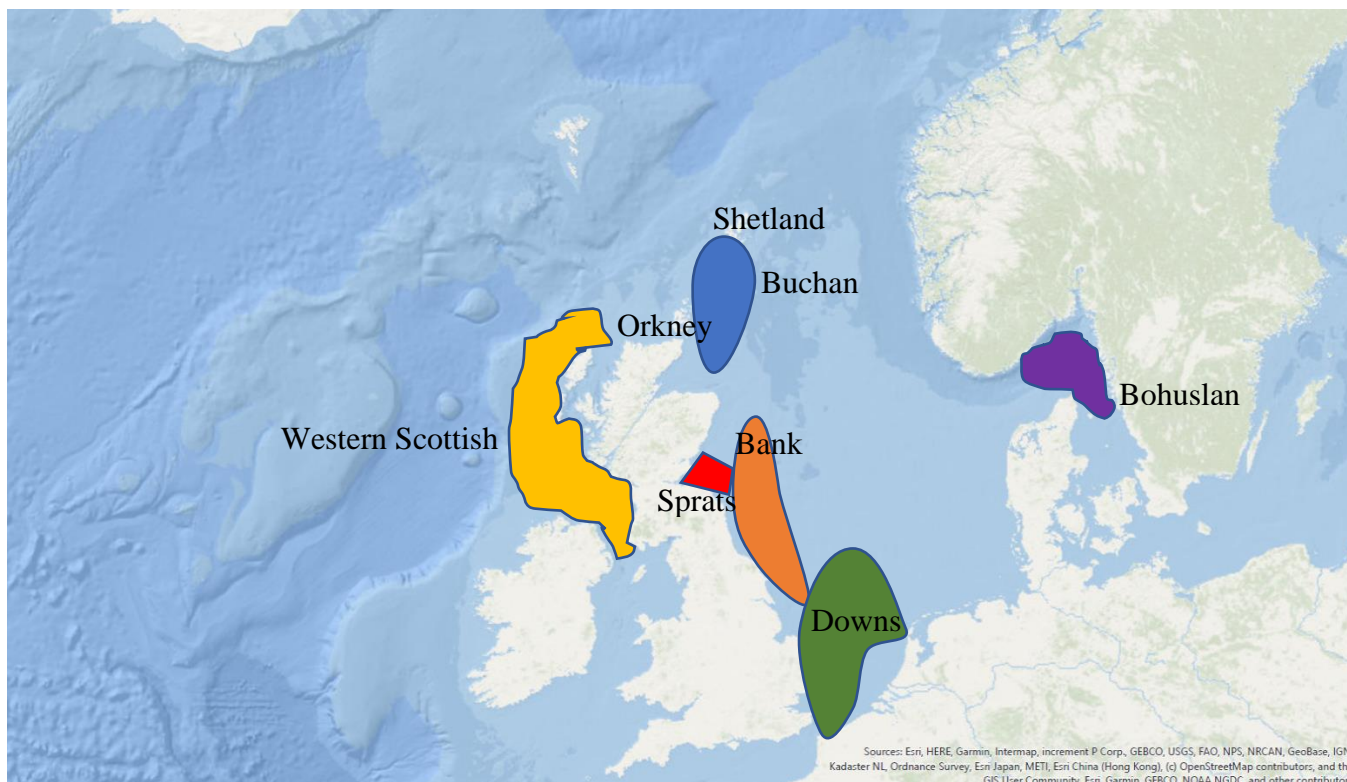 Shetland
Buchan
Orkney
Bohuslan
Western Scottish
Bank
Sprats
Downs
Sources: Esri, HERE, Garmin, Intermap, increment P Corp., GEBCO, USGS, FAO, NPS, NRCAN, GeoBase, IGN
Kadaster NL, Ordnance Survey, Esri Japan, METI, Esri China (Hong Kong), (c) OpenStreetMap contributors, and th
GIS User Community, Esri, Garmin, GEBCO, NOAA NGDC, and other contributor